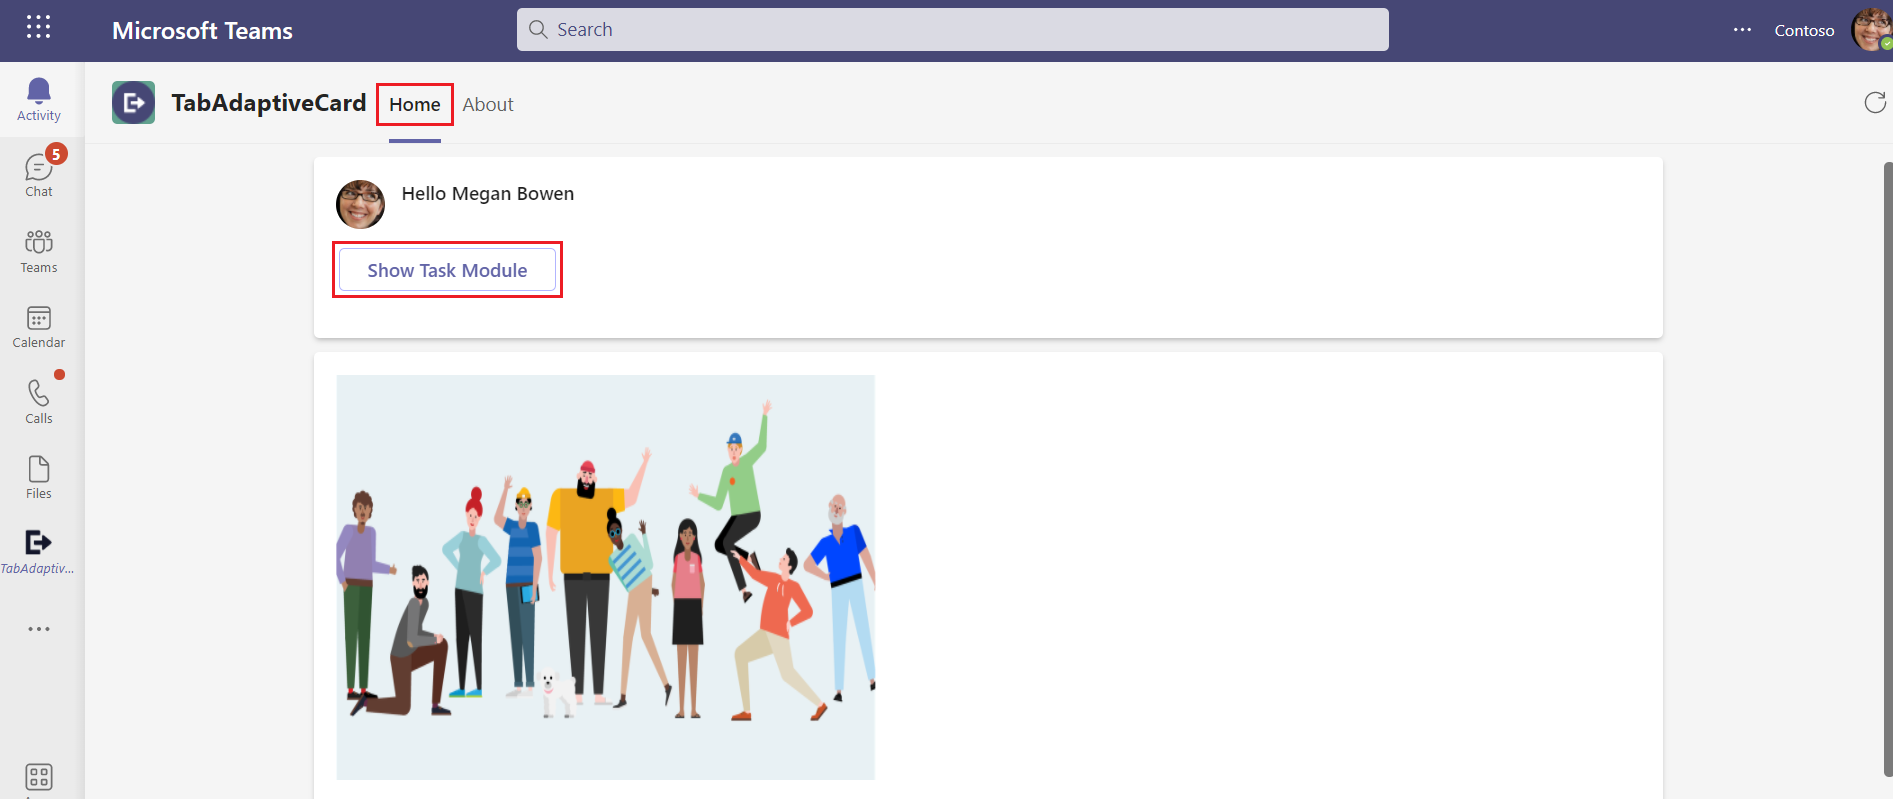 Microsoft Teams
Search
Contoso
Activity
5
Chat
Teams
Calendar
Calls
Files
TabAdaptiv...
TabAdaptiveCard
Home
About
Hello Megan Bowen
Show Task Module